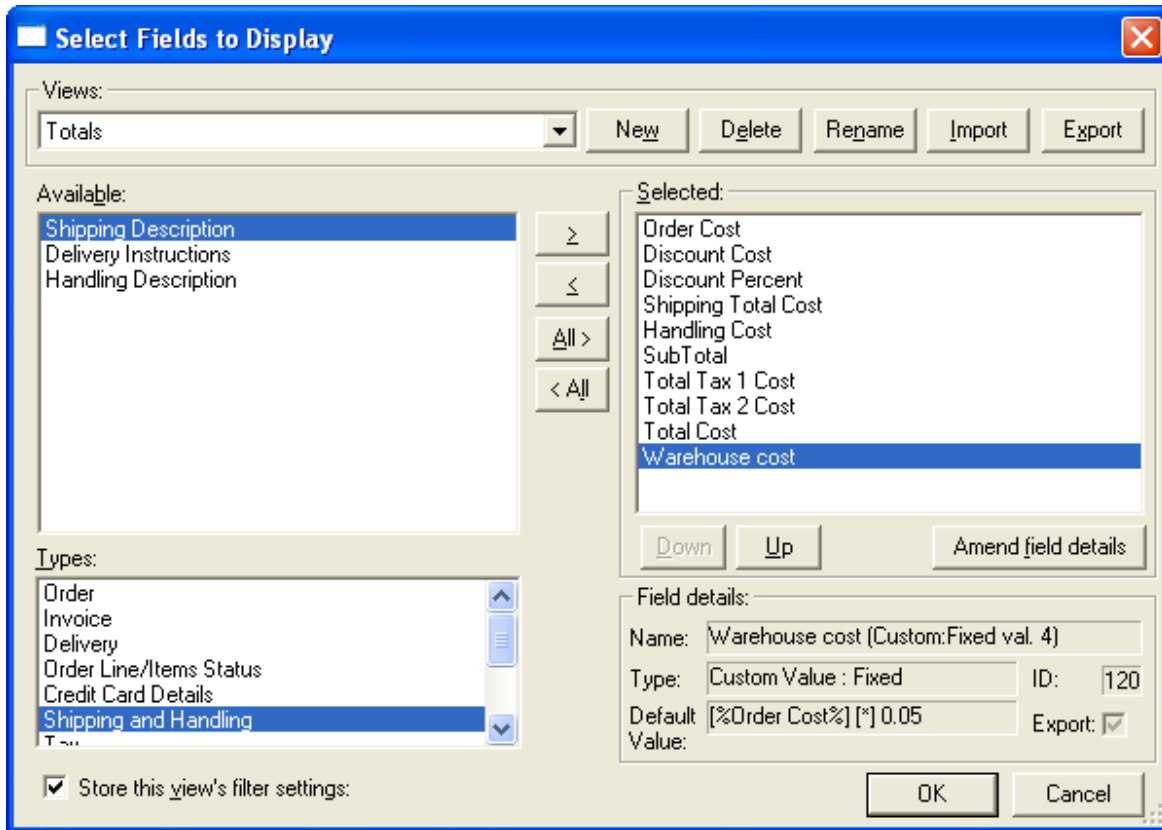 Select Fields to Display
Views:
Totals
New
Delete
Rename
Import
Export
Available:
Shipping Description
Delivery Instructions
Handling Description
>
<
All >
< All
Selected:
Order Cost
Discount Cost
Discount Percent
Shipping Total Cost
Handling Cost
SubTotal
Total Tax 1 Cost
Total Tax 2 Cost
Total Cost
Warehouse cost
Down
Up
Amend field details
Types:
Order
Invoice
Delivery
Order Line/Items Status
Credit Card Details
Shipping and Handling
Tax
Field details:
Name: Warehouse cost (Custom:Fixed val. 4)
Type: Custom Value : Fixed ID: 120
Default Value: [%Order Cost%] [*] 0.05 Export:
Store this view's filter settings:
OK
Cancel